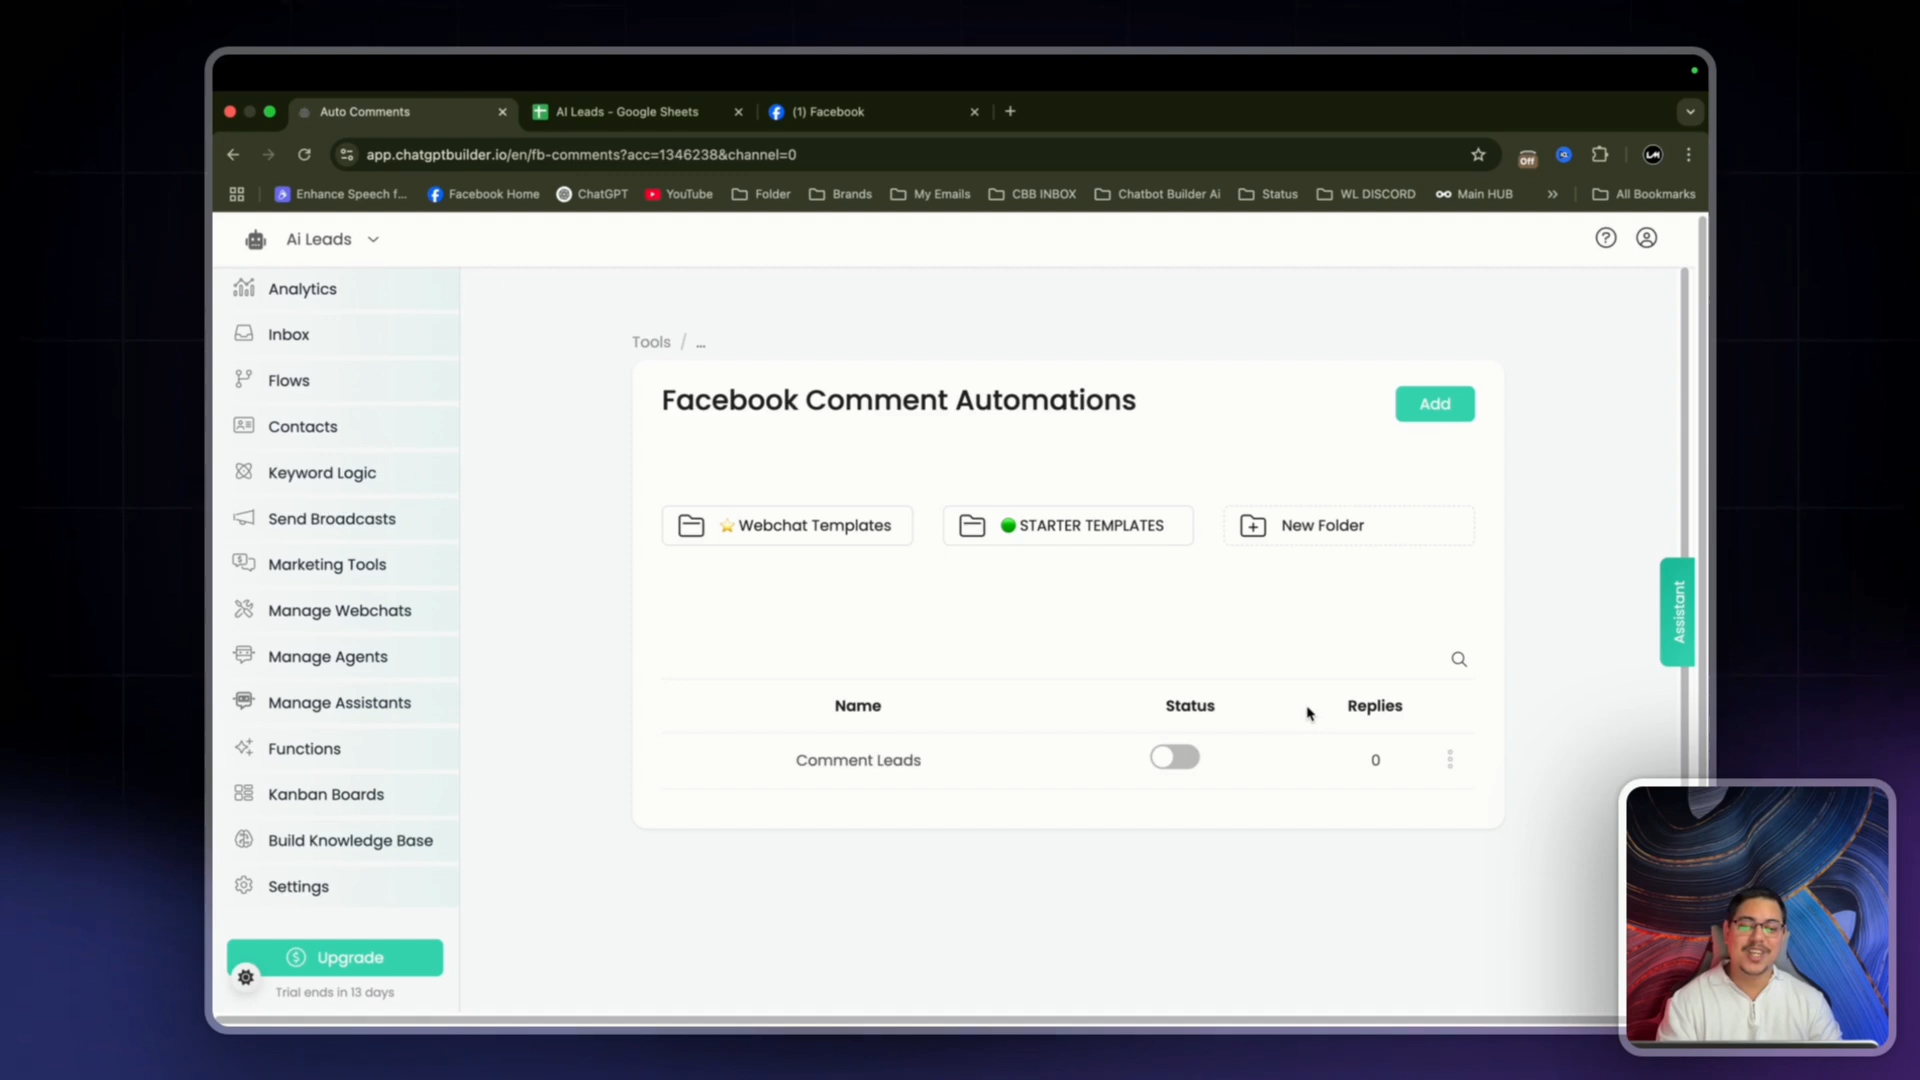 Auto Comments
AI Leads - Google Sheets
(1) Facebook
app.chatgptbuilder.io/en/fb-comments?acc=1346238&channel=0
Off
Enhance Speech f...
Facebook Home
ChatGPT
YouTube
Folder
Brands
My Emails
CBB INBOX
Chatbot Builder Ai
Status
WL DISCORD
Main HUB
All Bookmarks
Ai Leads
Analytics
Inbox
Flows
Contacts
Keyword Logic
Send Broadcasts
Marketing Tools
Manage Webchats
Manage Agents
Manage Assistants
Functions
Kanban Boards
Build Knowledge Base
Settings
Upgrade
Trial ends in 13 days
Tools / ...
Facebook Comment Automations
Add
Webchat Templates
STARTER TEMPLATES
New Folder
Name Status Replies
Comment Leads 0
Assistant